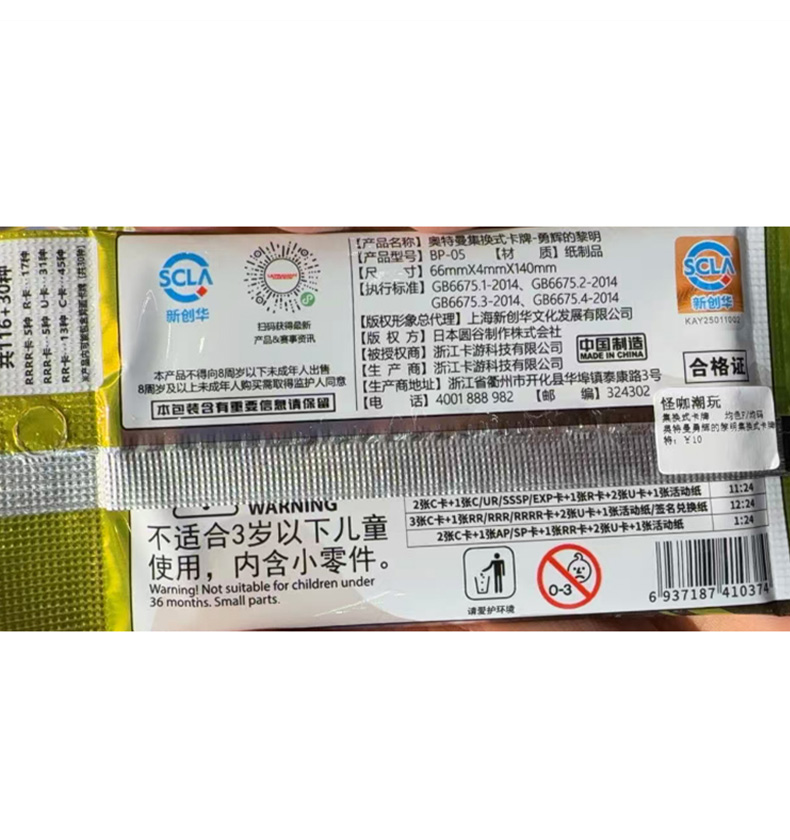 共116+30种
RRRR卡··5种 R卡··17种
RRR卡··5种 U卡··31种
RR卡··13种 C卡··45种
SCLA
新创华
扫码获得最新
产品&赛事资讯
本产品不得向8周岁以下未成年人出售
8周岁及以上未成年人购买需取得监护人同意
本包装含有重要信息请保留
【产品名称】奥特曼集换式卡牌-勇辉的黎明
【产品型号】BP-05 【材 质】纸制品
【尺 寸】66mmX4mmX140mm
【执行标准】GB6675.1-2014、GB6675.2-2014
GB6675.3-2014、GB6675.4-2014
【版权形象总代理】上海新创华文化发展有限公司
【版 权 方】日本圆谷制作株式会社
【被授权商】浙江卡游科技有限公司
【生 产 商】浙江卡游科技有限公司
【生产商地址】浙江省衢州市开化县华埠镇泰康路3号
【电 话】4001 888 982 【邮 编】324302
中国制造
MADE IN CHINA
SCLA
新创华
KAY25011002
合格证
怪咖潮玩
集换式卡牌 均色7/均码
奥特曼勇辉的黎明集换式卡牌
特: ￥10
WARNING
不适合3岁以下儿童
使用，内含小零件。
Warning! Not suitable for children under
36 months. Small parts.
2张C卡+1张C/UR/SSSP/EXP卡+1张R卡+2张U卡+1张活动纸 11:24
3张C卡+1张RR/RRR/RRRR卡+2张U卡+1张活动纸/签名兑换纸 12:24
2张C卡+1张AP/SP卡+1张RR卡+2张U卡+1张活动纸 1:24
请爱护环境
0-3
6 937187 410374